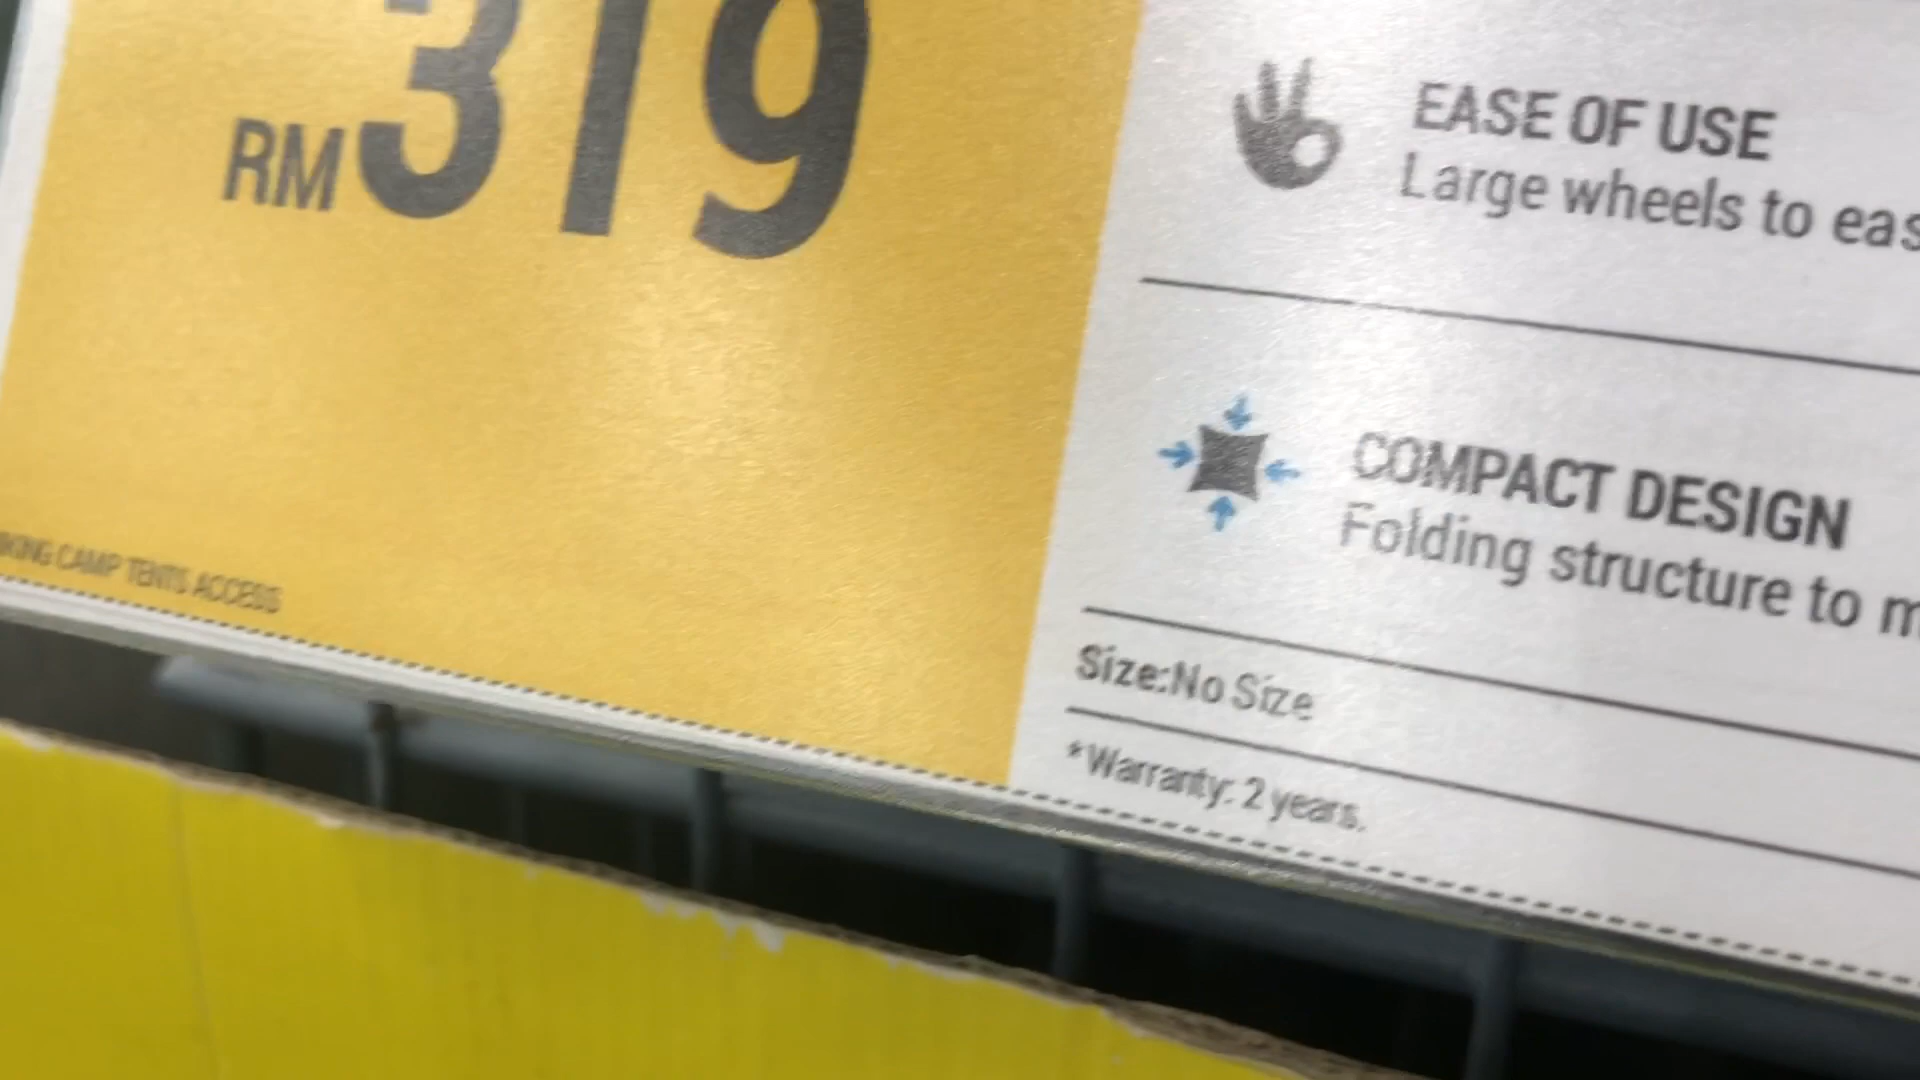 RM319
CAMP TENTS ACCESS
EASE OF USE
Large wheels to eas
COMPACT DESIGN
Folding structure to m
Size:No Size
*Warranty: 2 years.